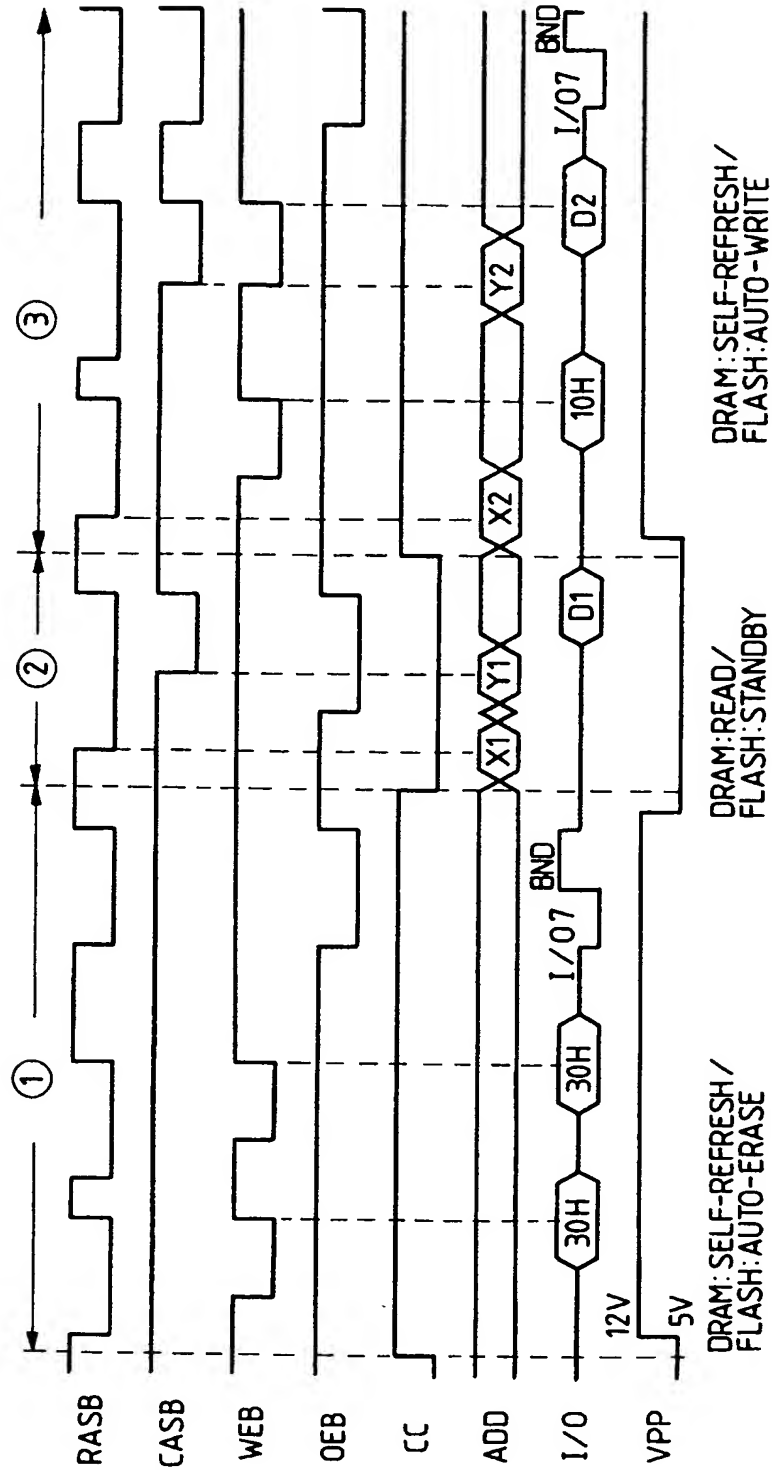 ①
②
③
RASB
CASB
WEB
OEB
CC
ADD
X1
Y1
X2
Y2
I/O
30H
30H
I/O7
BND
D1
10H
D2
I/O7
BND
VPP
12V
5V
DRAM:SELF-REFRESH/
FLASH:AUTO-ERASE
DRAM:READ/
FLASH:STANDBY
DRAM:SELF-REFRESH/
FLASH:AUTO-WRITE